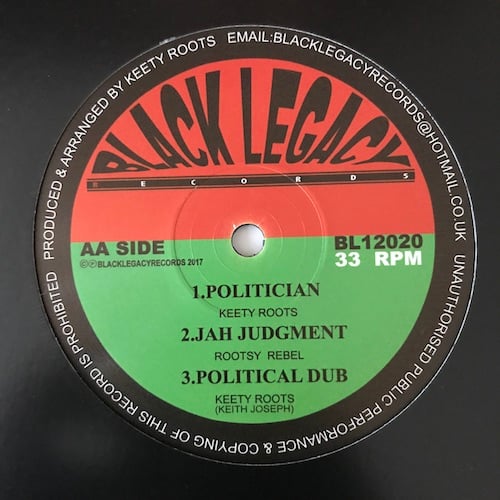 PRODUCED & ARRANGED BY KEETY ROOTS EMAIL:BLACKLEGACYRECORDS@HOTMAIL.CO.UK UNAUTHORISED PUBLIC PERFORMANCE & COPYING OF THIS RECORD IS PROHIBITED
BLACK LEGACY
RECORDS
AA SIDE
©℗BLACKLEGACYRECORDS 2017
BL12020
33 RPM
1.POLITICIAN
KEETY ROOTS
2.JAH JUDGMENT
ROOTSY REBEL
3.POLITICAL DUB
KEETY ROOTS
(KEITH JOSEPH)